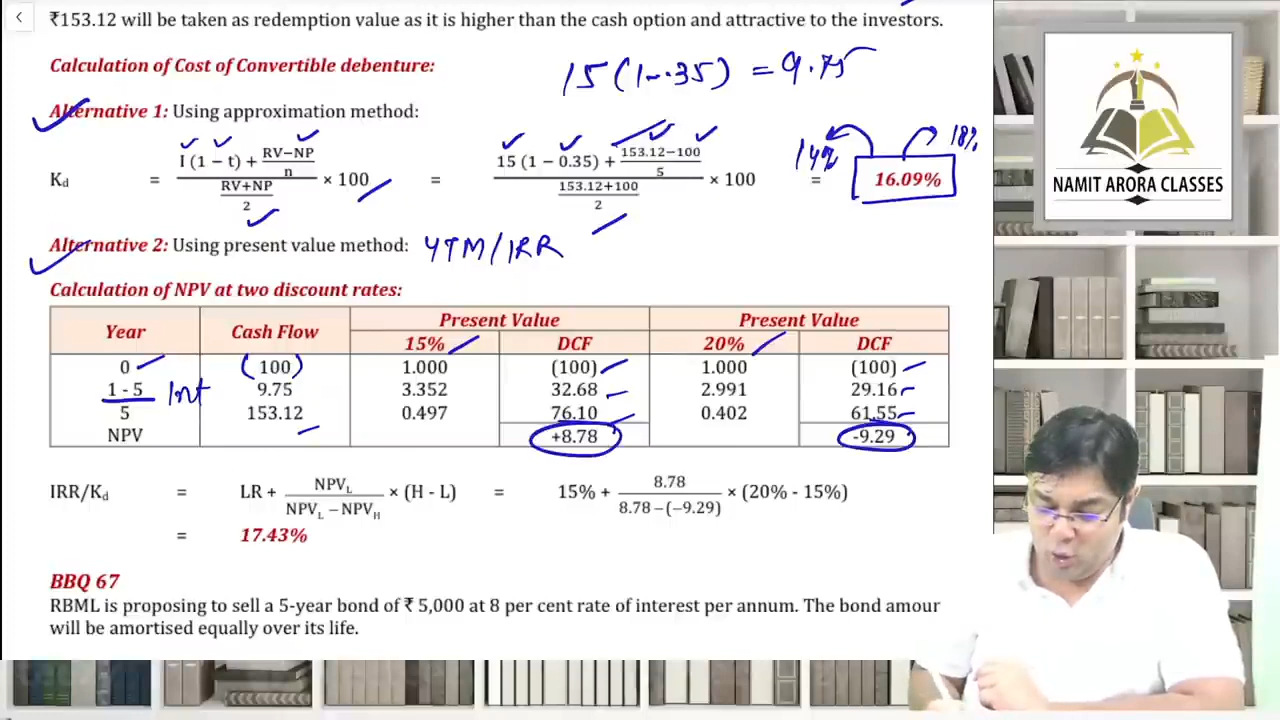 ₹153.12 will be taken as redemption value as it is higher than the cash option and attractive to the investors.
Calculation of Cost of Convertible debenture:
15 (1-.35) = 9.75
Alternative 1: Using approximation method:
Kd = I (1 − t) + RV−NP/n / RV+NP/2 × 100 = 15 (1 − 0.35) + 153.12−100/5 / 153.12+100/2 × 100 = 16.09%
14% 18%
NAMIT ARORA CLASSES
Alternative 2: Using present value method: YTM/IRR
Calculation of NPV at two discount rates:
Year Cash Flow Present Value Present Value
15% DCF 20% DCF
0 (100) 1.000 (100) 1.000 (100)
1 - 5 Int 9.75 3.352 32.68 2.991 29.16
5 153.12 0.497 76.10 0.402 61.55
NPV +8.78 -9.29
IRR/Kd = LR + NPVL / NPVL − NPVH × (H - L) = 15% + 8.78 / 8.78 − (−9.29) × (20% - 15%)
= 17.43%
BBQ 67
RBML is proposing to sell a 5-year bond of ₹ 5,000 at 8 per cent rate of interest per annum. The bond amour
will be amortised equally over its life.